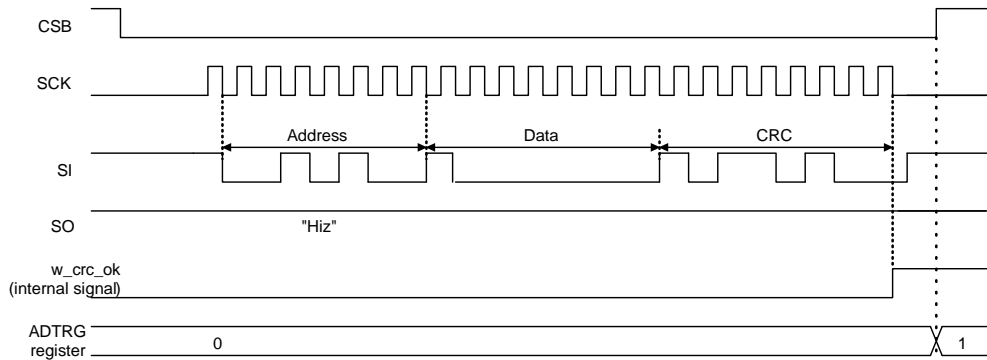 CSB
SCK
Address Data CRC
SI
SO
"Hiz"
w_crc_ok
(internal signal)
ADTRG
register
0 1